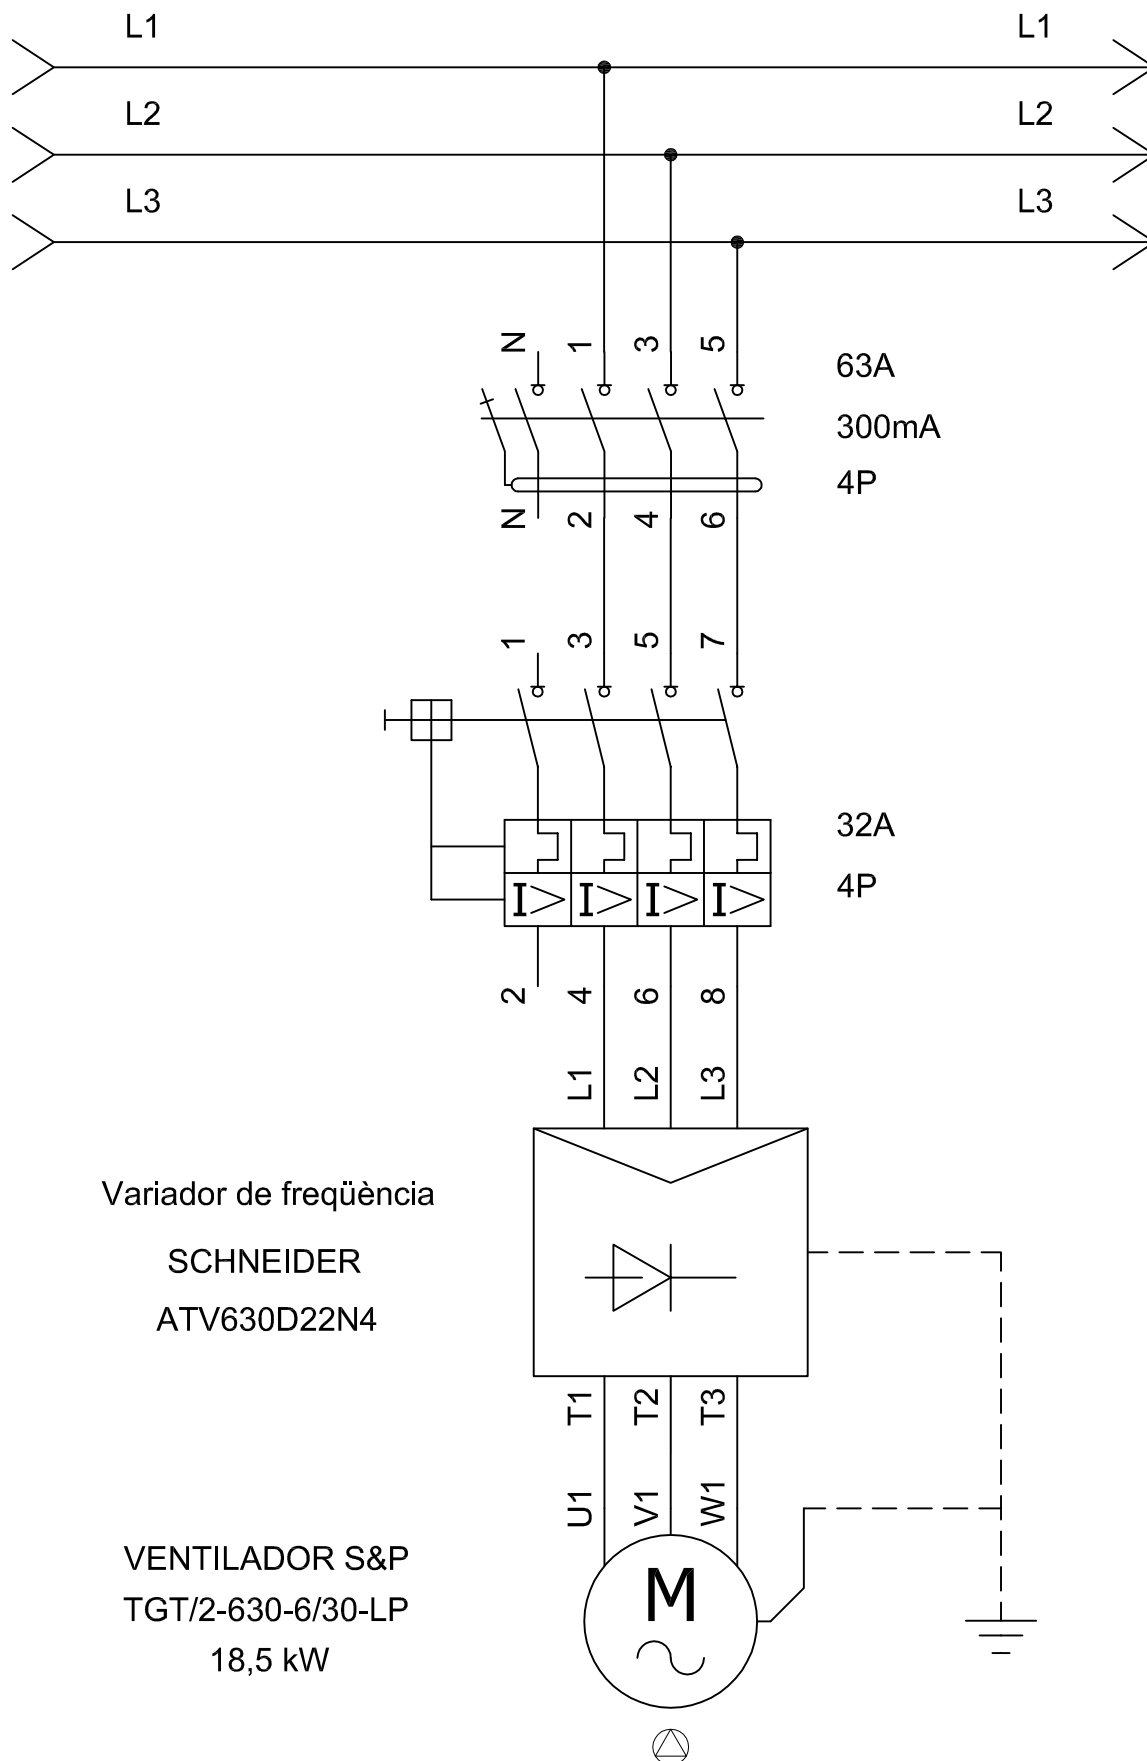 L1 L1
L2 L2
L3 L3
N 1 3 5
63A
300mA
4P
N 2 4 6
1 3 5 7
32A
4P
I> I> I> I>
2 4 6 8
L1 L2 L3
Variador de freqüència
SCHNEIDER
ATV630D22N4
T1 T2 T3
U1 V1 W1
VENTILADOR S&P
TGT/2-630-6/30-LP
18,5 kW
M